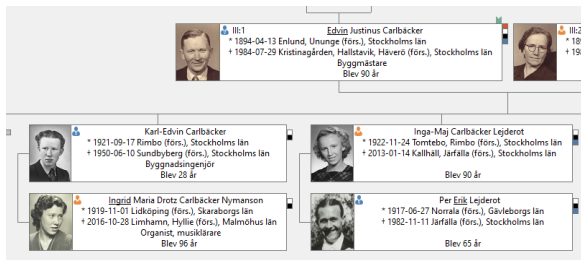 III:1 Edvin Justinus Carlbäcker
* 1894-04-13 Enlund, Ununge (förs.), Stockholms län
† 1984-07-29 Kristinagården, Hallstavik, Häverö (förs.), Stockholms län
Byggmästare
Blev 90 år
III:2
* 189
† 198
Karl-Edvin Carlbäcker
* 1921-09-17 Rimbo (förs.), Stockholms län
† 1950-06-10 Sundbyberg (förs.), Stockholms län
Byggnadsingenjör
Blev 28 år
Inga-Maj Carlbäcker Lejderot
* 1922-11-24 Tomtebo, Rimbo (förs.), Stockholms län
† 2013-01-14 Kallhäll, Järfälla (förs.), Stockholms län
Blev 90 år
Ingrid Maria Drotz Carlbäcker Nymanson
* 1919-11-01 Lidköping (förs.), Skaraborgs län
† 2016-10-28 Limhamn, Hyllie (förs.), Malmöhus län
Organist, musiklärare
Blev 96 år
Per Erik Lejderot
* 1917-06-27 Norrala (förs.), Gävleborgs län
† 1982-11-11 Järfälla (förs.), Stockholms län
Blev 65 år